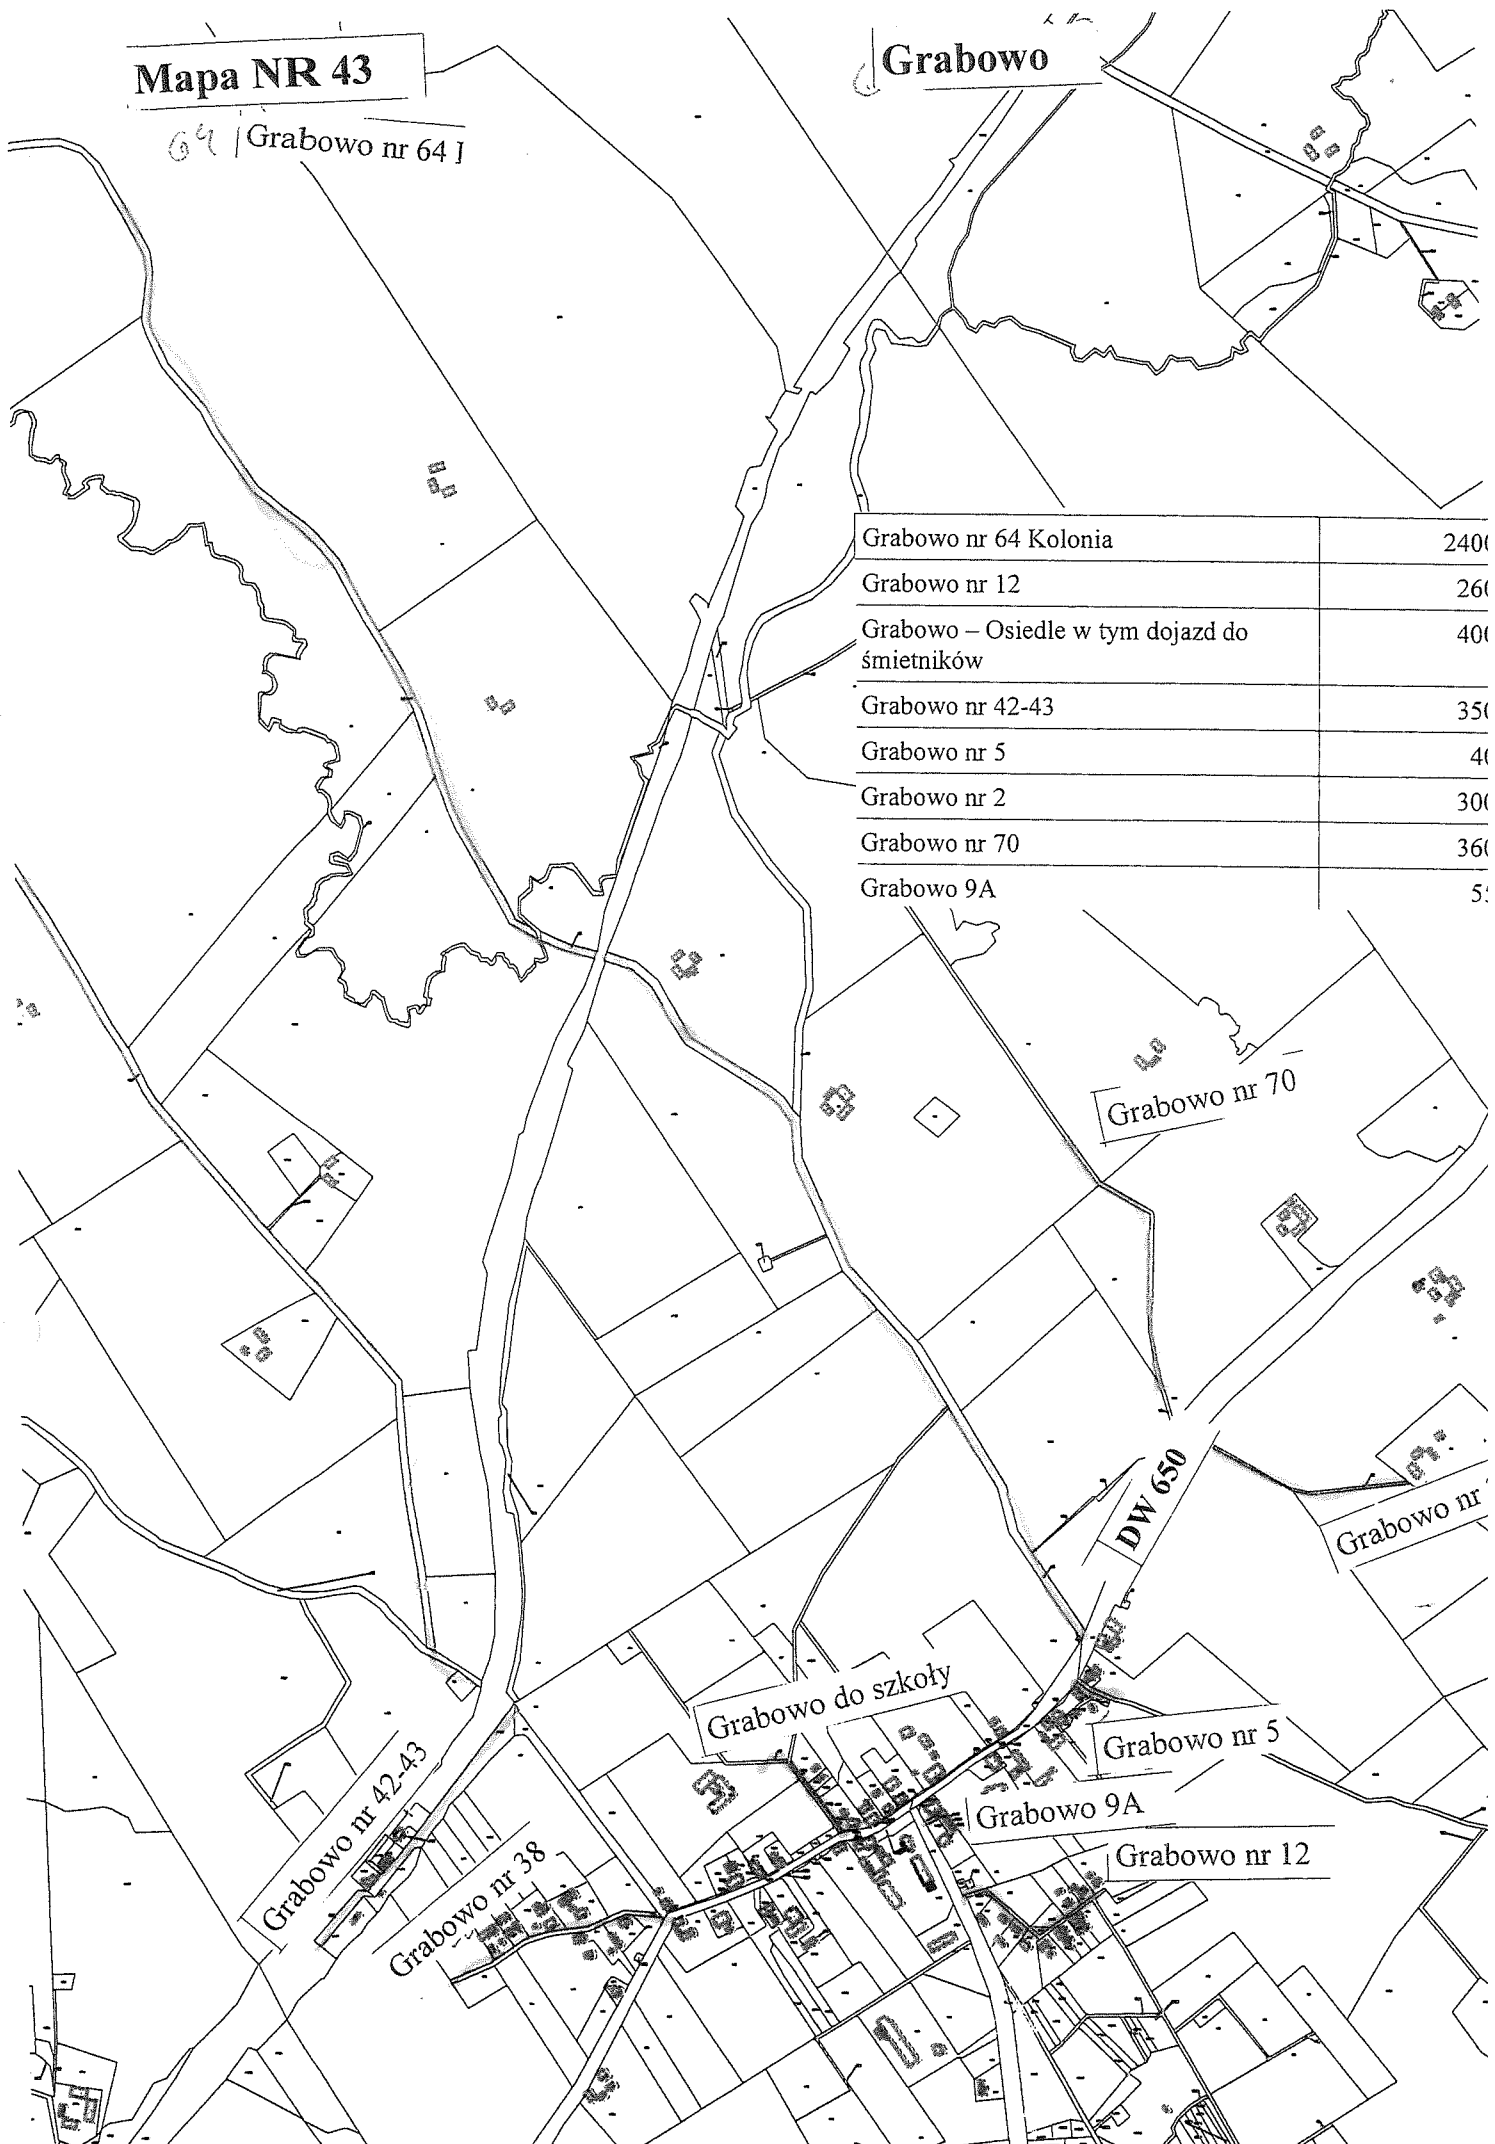 Mapa NR 43
Grabowo
64 Grabowo nr 64
Grabowo nr 64 Kolonia
Grabowo nr 12
Grabowo – Osiedle w tym dojazd do
śmietników
Grabowo nr 42-43
Grabowo nr 5
Grabowo nr 2
Grabowo nr 70
Grabowo 9A
Grabowo nr 70
DW 650
Grabowo nr
Grabowo do szkoły
Grabowo nr 5
Grabowo 9A
Grabowo nr 12
Grabowo nr 42-43
Grabowo nr 38